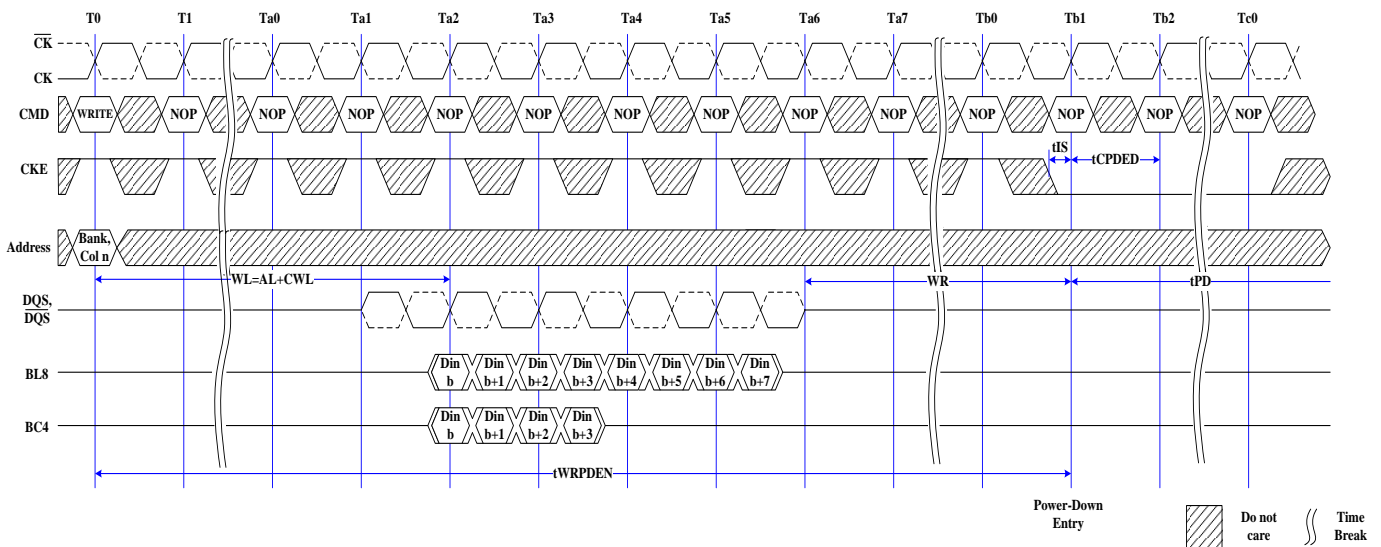 T0 T1 Ta0 Ta1 Ta2 Ta3 Ta4 Ta5 Ta6 Ta7 Tb0 Tb1 Tb2 Tc0
CK
CK
CMD WRITE NOP NOP NOP NOP NOP NOP NOP NOP NOP NOP NOP NOP NOP
CKE tIS tCPDED
Address Bank,
Col n
WL=AL+CWL WR tPD
DQS,
DQS
BL8 Din Din Din Din Din Din Din Din
b b+1 b+2 b+3 b+4 b+5 b+6 b+7
BC4 Din Din Din Din
b b+1 b+2 b+3
tWRPDEN
Power-Down
Entry
Do not
care
Time
Break